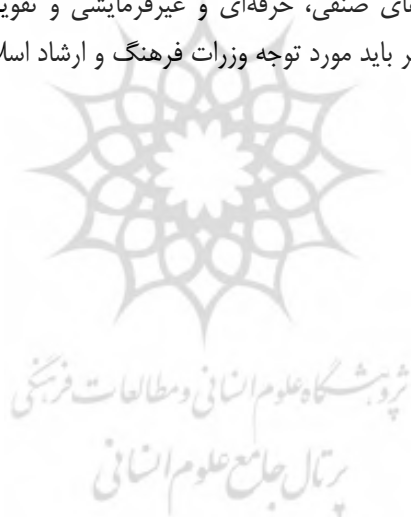 های صنفی، حرفه‌ای و غیرفرمایشی و تقوی
ر باید مورد توجه وزرات فرهنگ و ارشاد اسلا
پژوهشگاه علوم انسانی و مطالعات فرهنگی
پرتال جامع علوم انسانی